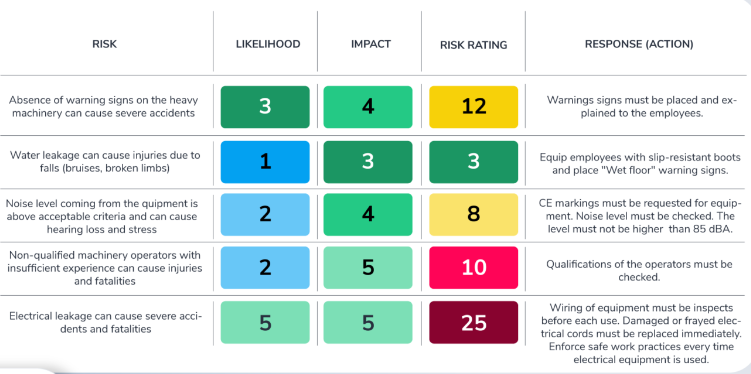 RISK
LIKELIHOOD
IMPACT
RISK RATING
RESPONSE (ACTION)
Absence of warning signs on the heavy
machinery can cause severe accidents
3
4
12
Warnings signs must be placed and ex-
plained to the employees.
Water leakage can cause injuries due to
falls (bruises, broken limbs)
1
3
3
Equip employees with slip-resistant boots
and place "Wet floor" warning signs.
Noise level coming from the quipment is
above acceptable criteria and can cause
hearing loss and stress
2
4
8
CE markings must be requested for equip-
ment. Noise level must be checked. The
level must not be higher than 85 dBA.
Non-qualified machinery operators with
insufficient experience can cause injuries
and fatalities
2
5
10
Qualifications of the operators must be
checked.
Electrical leakage can cause severe acci-
dents and fatalities
5
5
25
Wiring of equipment must be inspects
before each use. Damaged or frayed elec-
trical cords must be replaced immediately.
Enforce safe work practices every time
electrical equipment is used.